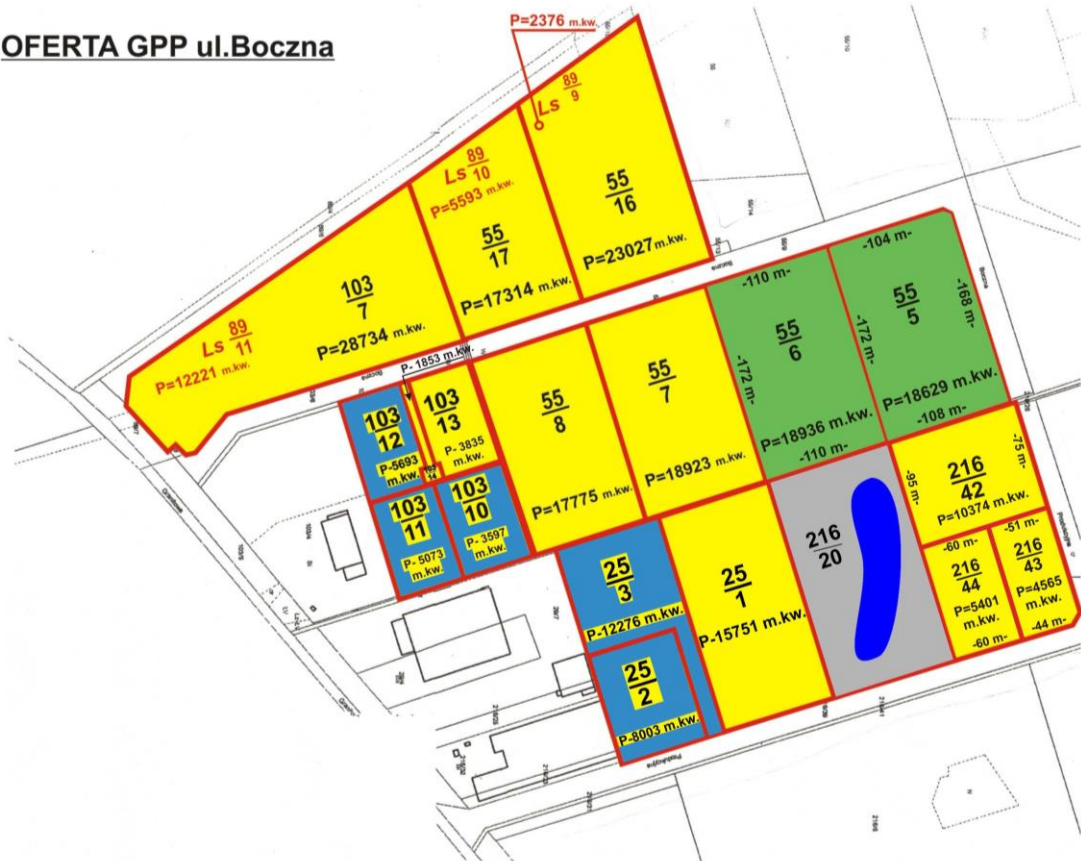 OFERTA GPP ul.Boczna
P=2376 m.kw.
Ls 89/9
55/16
P=23027 m.kw.
Ls 89/10
P=5593 m.kw.
55/17
P=17314 m.kw.
103/7
P=28734 m.kw.
Ls 89/11
P=12221 m.kw.
Boczna
Boczna
Boczna
-104 m-
-168 m-
55/5
-172 m-
P=18629 m.kw.
-108 m-
-110 m-
55/6
-172 m-
P=18936 m.kw.
-110 m-
55/7
P=18923 m.kw.
55/8
P=17775 m.kw.
P- 1853 m.kw.
103/12
P-5693
m.kw.
103/13
P- 3835
m.kw.
103/14
103/11
P- 5073
m.kw.
103/10
P- 3597
m.kw.
25/3
P-12276 m.kw.
25/2
P-8003 m.kw.
25/1
P-15751 m.kw.
216/20
216/42
-75 m-
-95 m-
P=10374 m.kw.
-60 m-
-51 m-
216/44
P=5401
m.kw.
-60 m-
216/43
P=4565
m.kw.
-44 m-